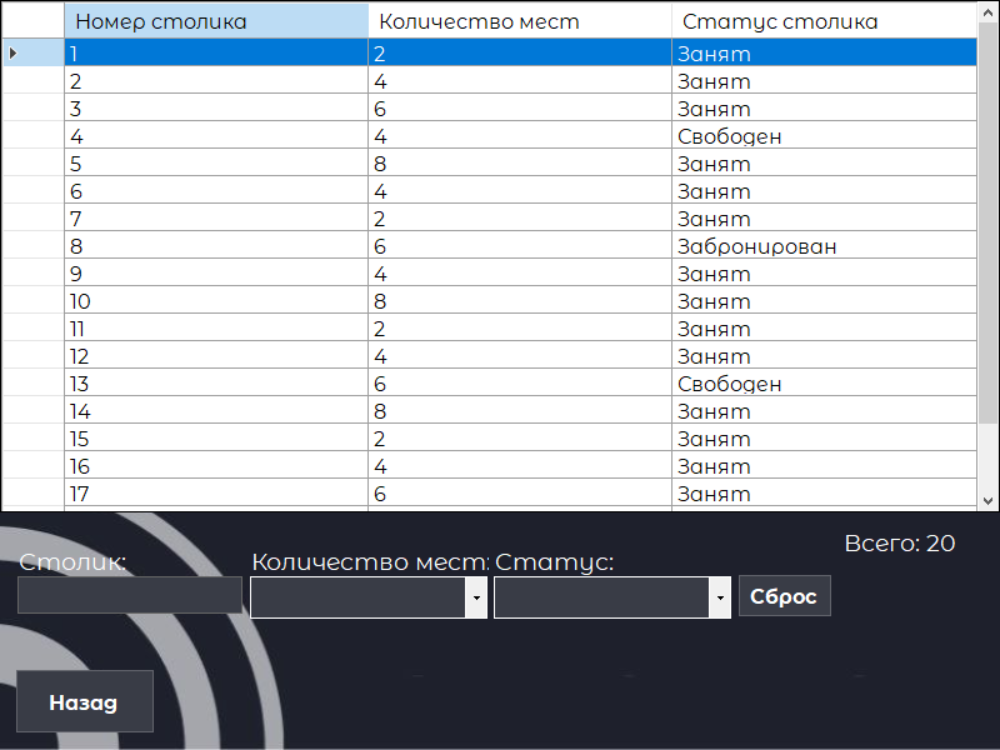 Номер столика Количество мест Статус столика
1 2 Занят
2 4 Занят
3 6 Занят
4 4 Свободен
5 8 Занят
6 4 Занят
7 2 Занят
8 6 Забронирован
9 4 Занят
10 8 Занят
11 2 Занят
12 4 Занят
13 6 Свободен
14 8 Занят
15 2 Занят
16 4 Занят
17 6 Занят
Всего: 20
Столик: Количество мест: Статус:
Сброс
Назад